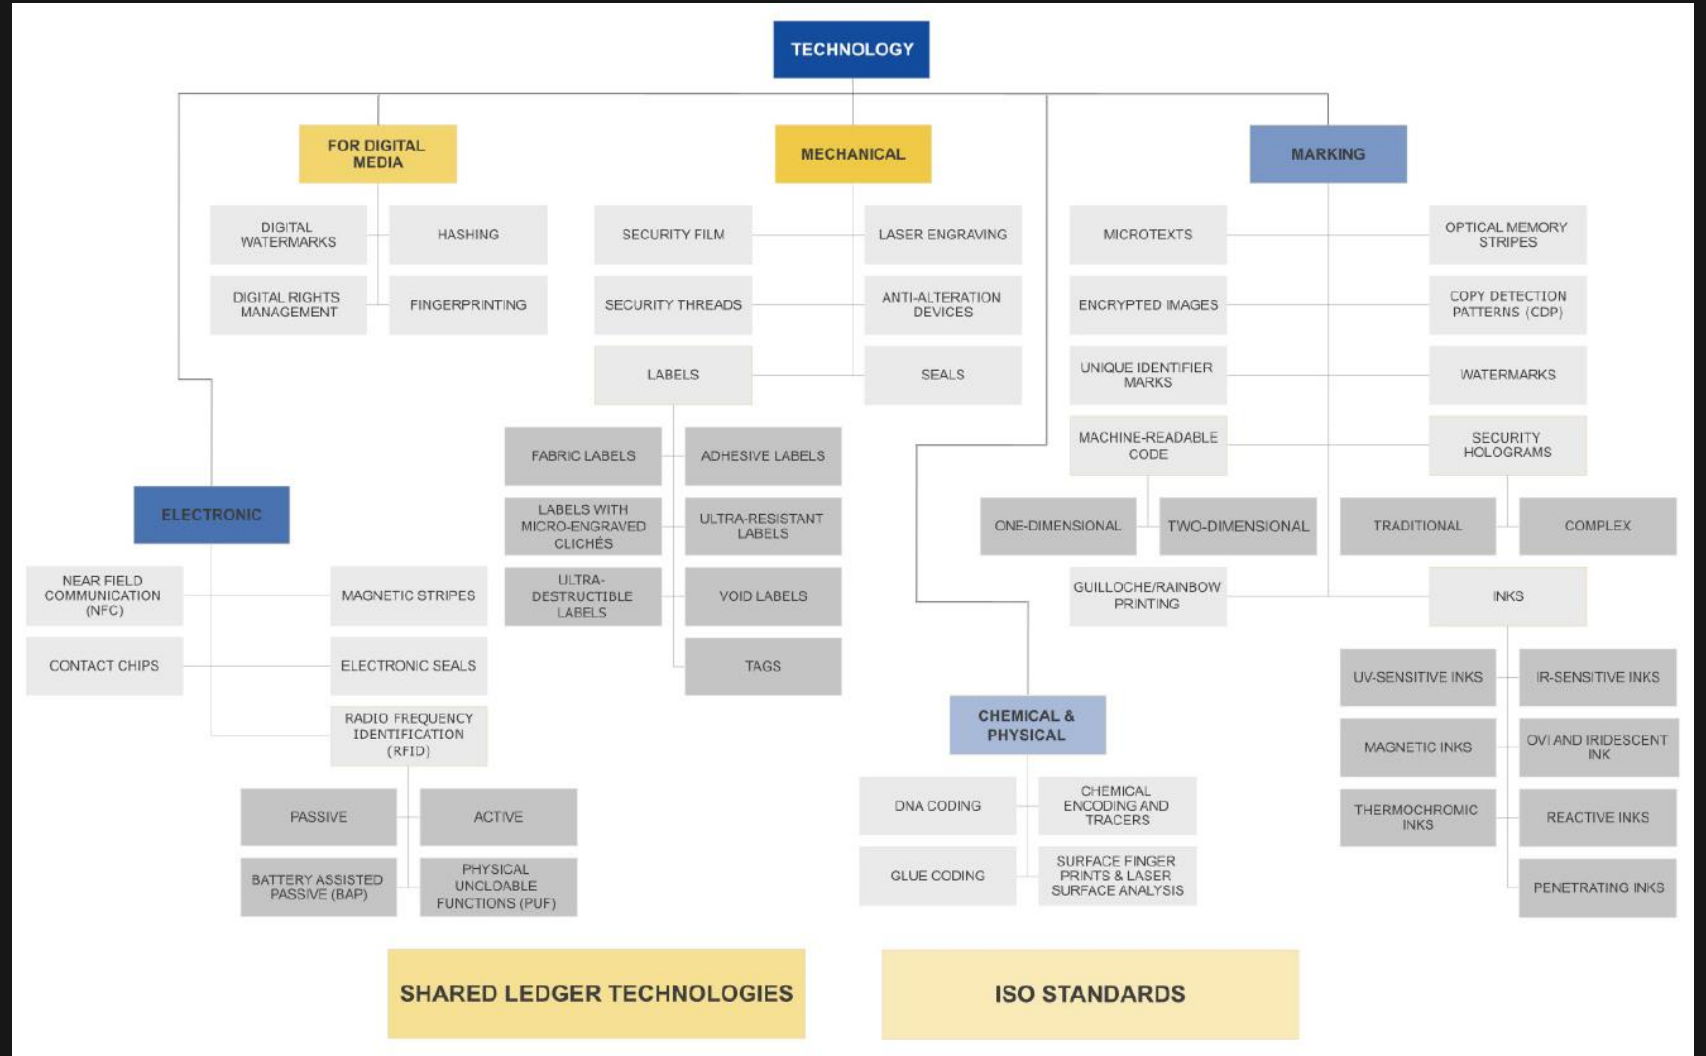 TECHNOLOGY
FOR DIGITAL
MEDIA
MECHANICAL
MARKING
DIGITAL
WATERMARKS
HASHING
DIGITAL RIGHTS
MANAGEMENT
FINGERPRINTING
SECURITY FILM
LASER ENGRAVING
SECURITY THREADS
ANTI-ALTERATION
DEVICES
LABELS
SEALS
FABRIC LABELS
ADHESIVE LABELS
LABELS WITH
MICRO-ENGRAVED
CLICHÉS
ULTRA-RESISTANT
LABELS
ULTRA-
DESTRUCTIBLE
LABELS
VOID LABELS
TAGS
MICROTEXTS
OPTICAL MEMORY
STRIPES
ENCRYPTED IMAGES
COPY DETECTION
PATTERNS (CDP)
UNIQUE IDENTIFIER
MARKS
WATERMARKS
MACHINE-READABLE
CODE
SECURITY
HOLOGRAMS
ONE-DIMENSIONAL
TWO-DIMENSIONAL
TRADITIONAL
COMPLEX
GUILLOCHE/RAINBOW
PRINTING
INKS
UV-SENSITIVE INKS
IR-SENSITIVE INKS
MAGNETIC INKS
OVI AND IRIDESCENT
INK
THERMOCHROMIC
INKS
REACTIVE INKS
PENETRATING INKS
ELECTRONIC
NEAR FIELD
COMMUNICATION
(NFC)
MAGNETIC STRIPES
CONTACT CHIPS
ELECTRONIC SEALS
RADIO FREQUENCY
IDENTIFICATION
(RFID)
PASSIVE
ACTIVE
BATTERY ASSISTED
PASSIVE (BAP)
PHYSICAL
UNCLOABLE
FUNCTIONS (PUF)
CHEMICAL &
PHYSICAL
DNA CODING
CHEMICAL
ENCODING AND
TRACERS
GLUE CODING
SURFACE FINGER
PRINTS & LASER
SURFACE ANALYSIS
SHARED LEDGER TECHNOLOGIES
ISO STANDARDS